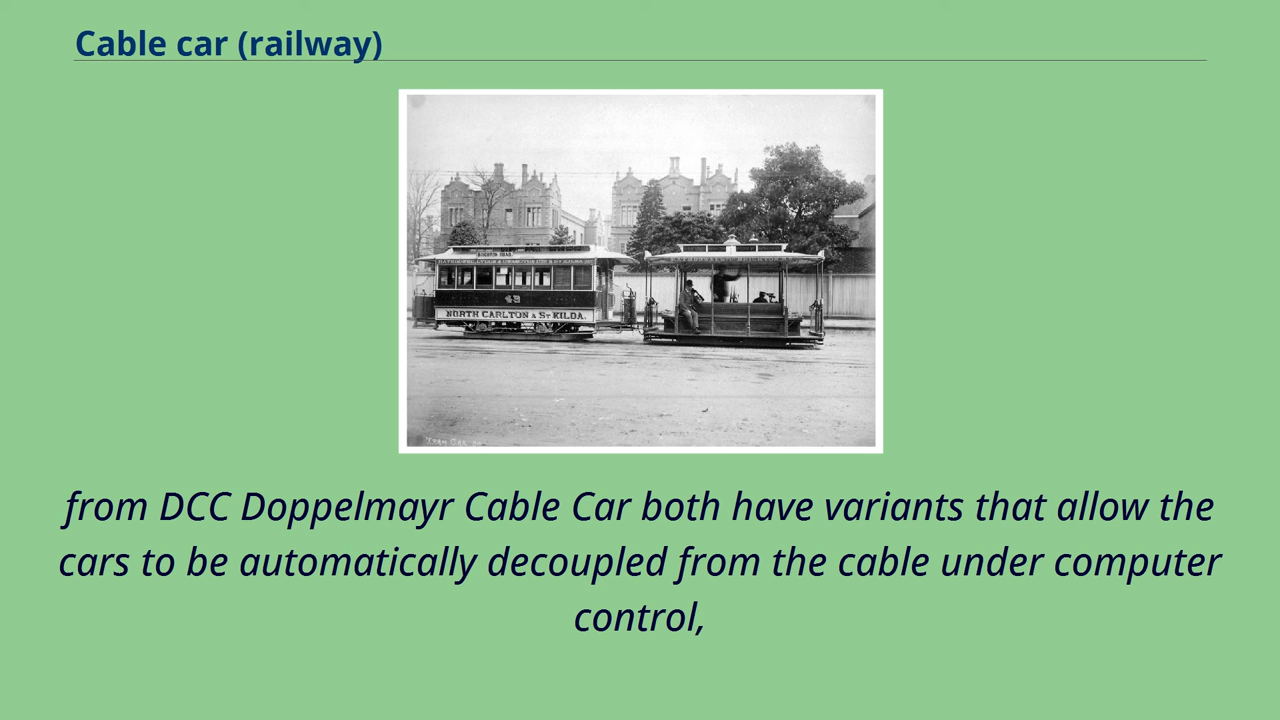 Cable car (railway)
43
NORTH CARLTON & ST KILDA.
from DCC Doppelmayr Cable Car both have variants that allow the
cars to be automatically decoupled from the cable under computer
control,